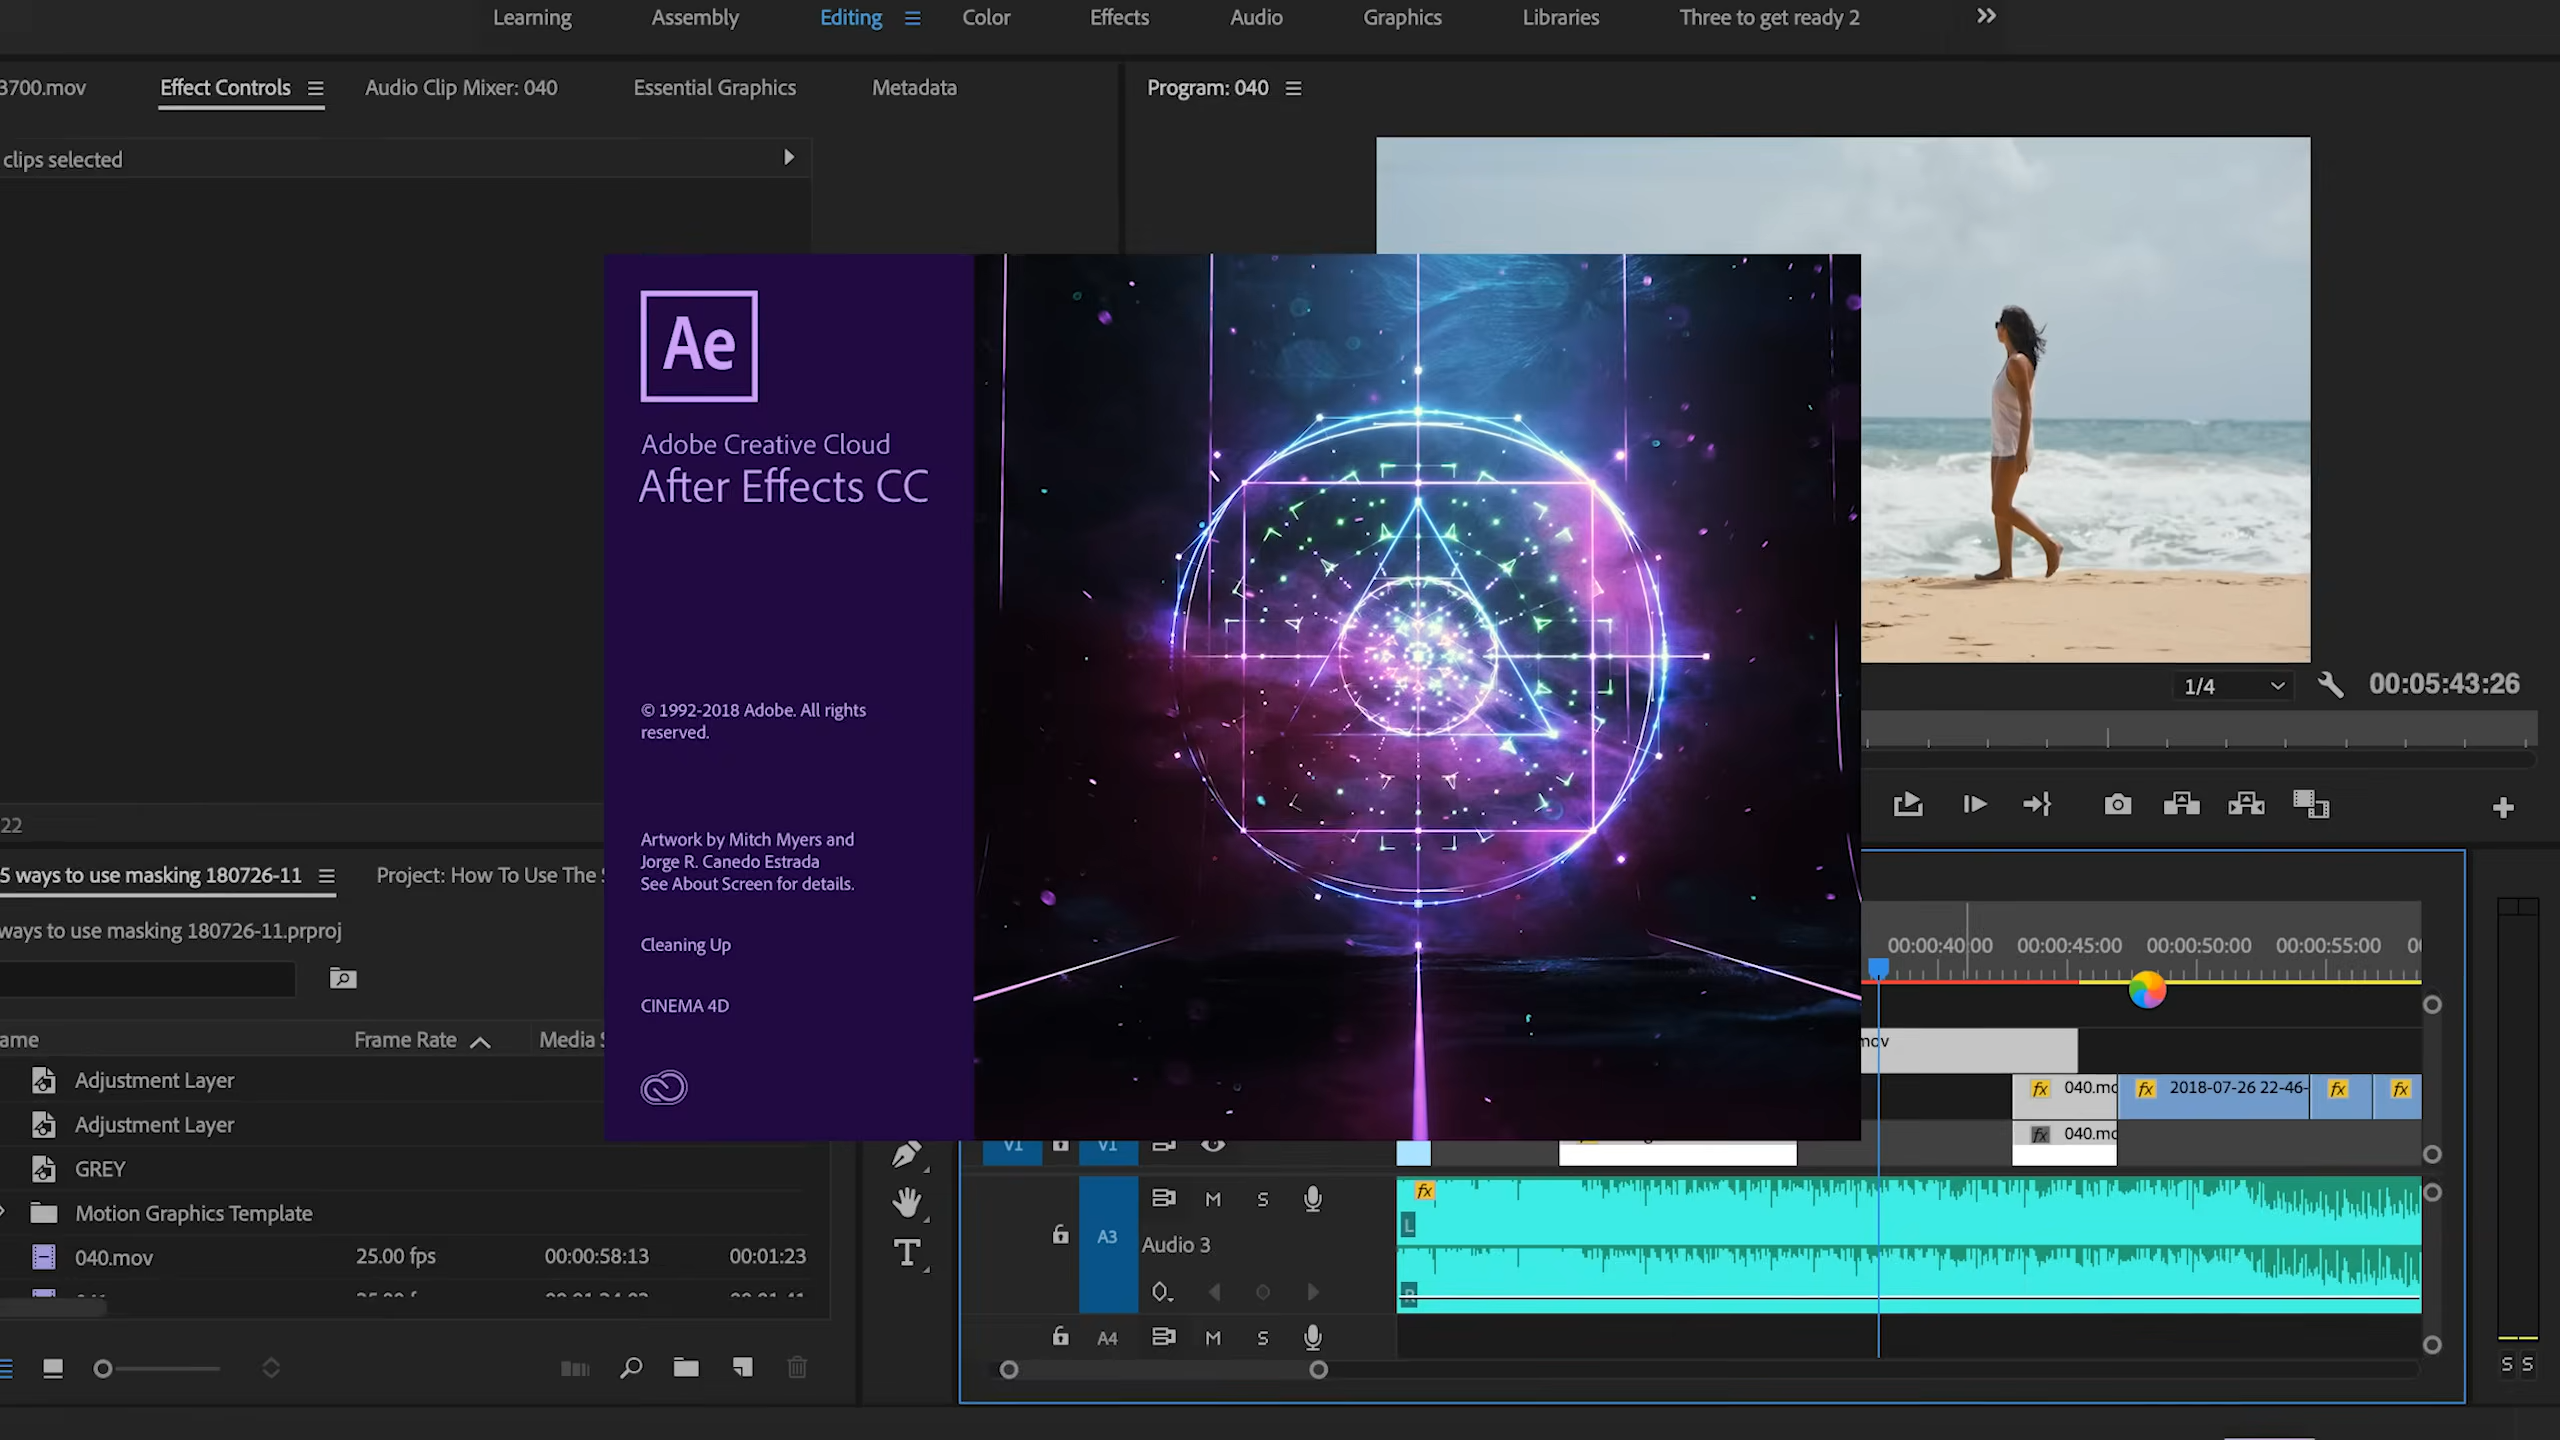 Learning Assembly Editing Color Effects Audio Graphics Libraries Three to get ready 2
3700.mov Effect Controls Audio Clip Mixer: 040 Essential Graphics Metadata
Program: 040
clips selected
Ae
Adobe Creative Cloud
After Effects CC
© 1992-2018 Adobe. All rights
reserved.
Artwork by Mitch Myers and
Jorge R. Canedo Estrada
See About Screen for details.
Cleaning Up
CINEMA 4D
1/4 00:05:43:26
22
5 ways to use masking 180726-11 Project: How To Use The
ways to use masking 180726-11.prproj
ame Frame Rate Media
Adjustment Layer
Adjustment Layer
GREY
Motion Graphics Template
040.mov 25.00 fps 00:00:58:13 00:01:23
00:00:40:00 00:00:45:00 00:00:50:00 00:00:55:00
mov
fx 040.mo fx 2018-07-26 22-46- fx fx
fx 040.mo
V1 V1
fx
M S
L
A3 Audio 3
R
A4 M S
S S
T